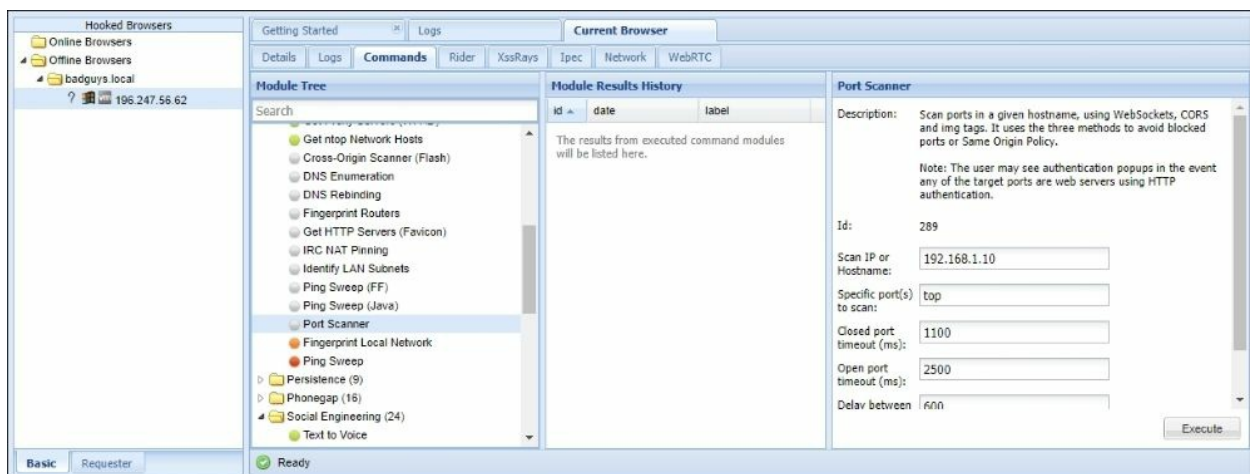 Hooked Browsers
Online Browsers
Offline Browsers
badguys.local
? 196.247.56.62
Basic
Requester
Getting Started
Logs
Current Browser
Details
Logs
Commands
Rider
XssRays
Ipec
Network
WebRTC
Module Tree
Search
Get ntop Network Hosts
Cross-Origin Scanner (Flash)
DNS Enumeration
DNS Rebinding
Fingerprint Routers
Get HTTP Servers (Favicon)
IRC NAT Pinning
Identify LAN Subnets
Ping Sweep (FF)
Ping Sweep (Java)
Port Scanner
Fingerprint Local Network
Ping Sweep
Persistence (9)
Phonegap (16)
Social Engineering (24)
Text to Voice
Module Results History
id date label
The results from executed command modules
will be listed here.
Port Scanner
Description: Scan ports in a given hostname, using WebSockets, CORS
and img tags. It uses the three methods to avoid blocked
ports or Same Origin Policy.
Note: The user may see authentication popups in the event
any of the target ports are web servers using HTTP
authentication.
Id: 289
Scan IP or
Hostname: 192.168.1.10
Specific port(s)
to scan: top
Closed port
timeout (ms): 1100
Open port
timeout (ms): 2500
Delay between 600
Execute
Ready